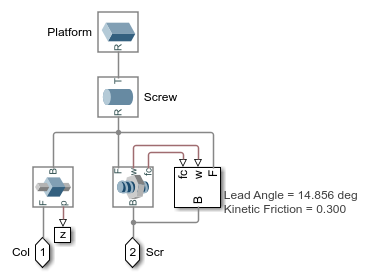 Platform
R
T
Screw
R
B
F
p
F
w
fc
B
fc
w
F
B
Lead Angle = 14.856 deg
Kinetic Friction = 0.300
z
Col
1
2
Scr